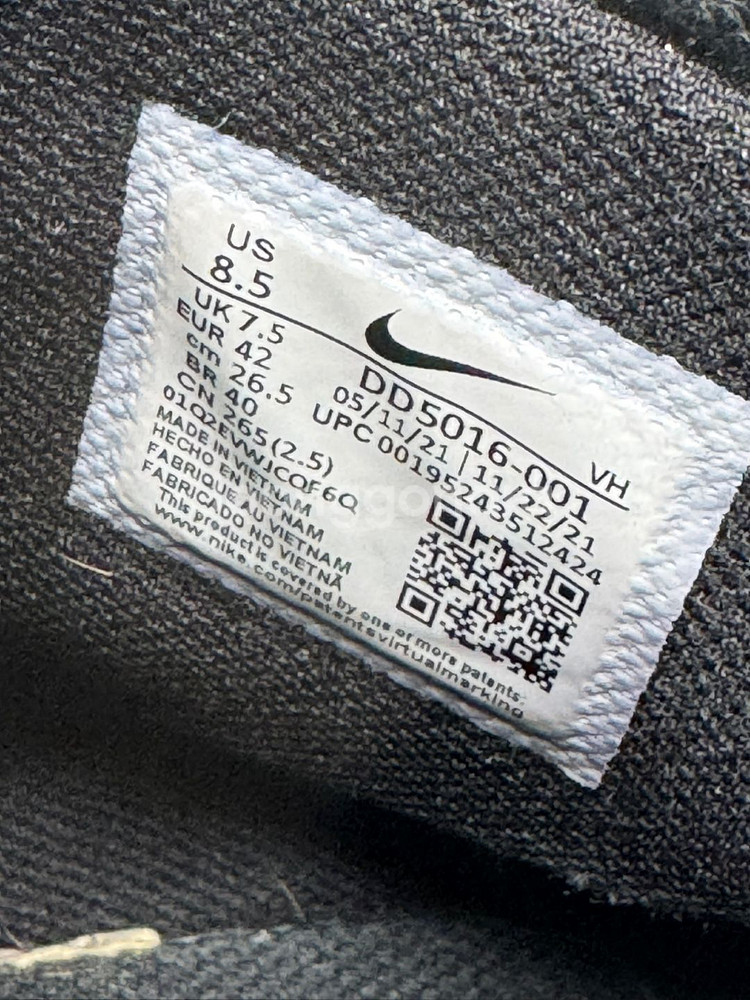 US
8.5
UK 7.5
EUR 42
cm 26.5
BR 40
CN 265(2.5)
01Q2EVWJCQF6Q
MADE IN VIETNAM
HECHO EN VIETNAM
FABRIQUE AU VIETNAM
FABRICADO NO VIETNÃ
This product is covered by one or more patents.
www.nike.com/patentsvirtualmarking
VH
DD5016-001
05/11/21 | 11/22/21
UPC 00195243512424